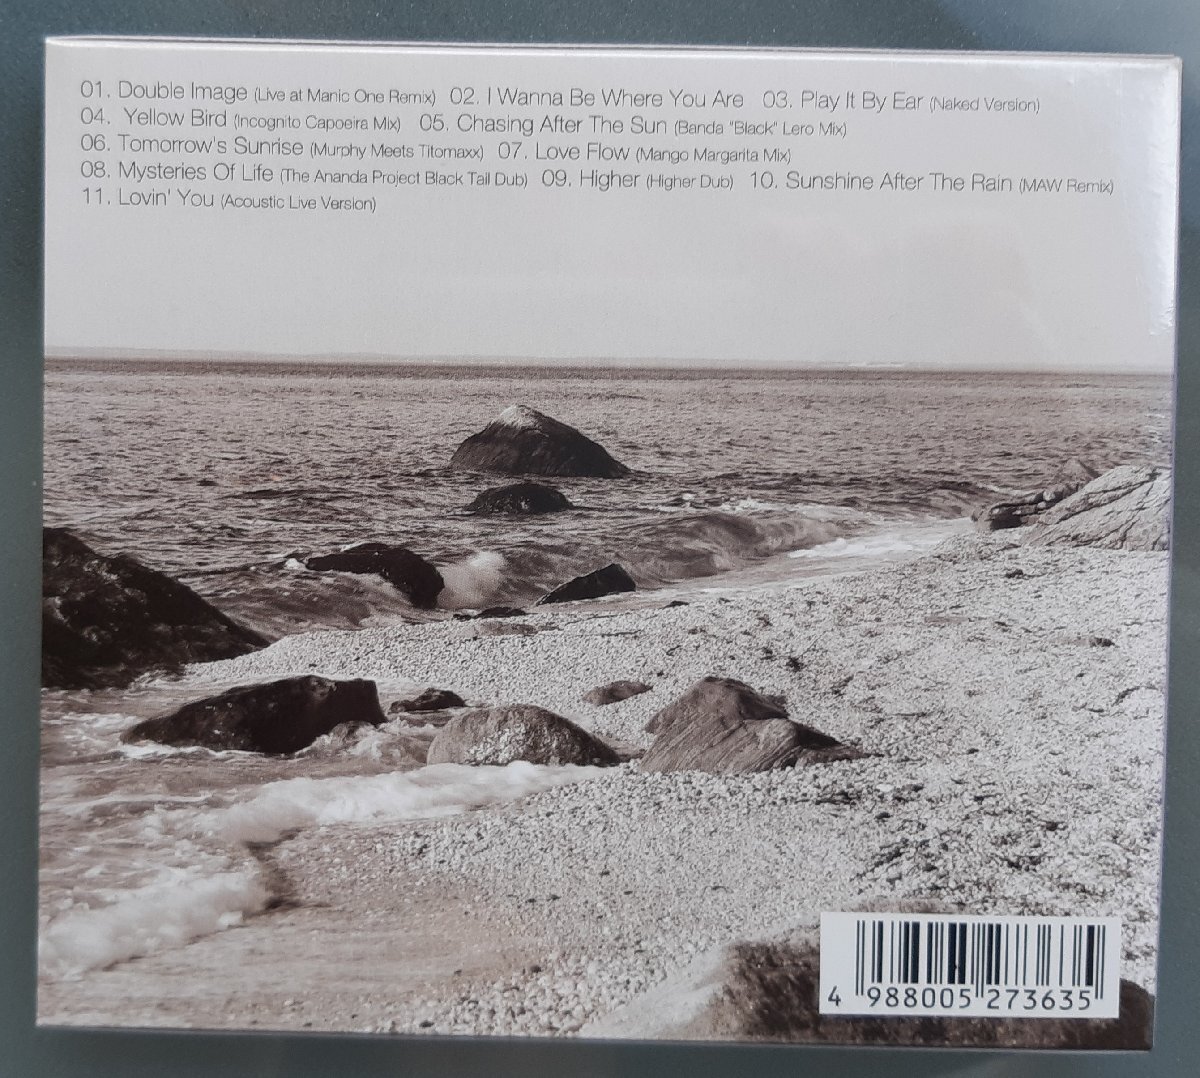 01. Double Image (Live at Manic One Remix) 02. I Wanna Be Where You Are 03. Play It By Ear (Naked Version)
04. Yellow Bird (Incognito Capoeira Mix) 05. Chasing After The Sun (Banda "Black" Lero Mix)
06. Tomorrow's Sunrise (Murphy Meets Titomaxx) 07. Love Flow (Mango Margarita Mix)
08. Mysteries Of Life (The Ananda Project Black Tail Dub) 09. Higher (Higher Dub) 10. Sunshine After The Rain (MAW Remix)
11. Lovin' You (Acoustic Live Version)
4 988005 273635